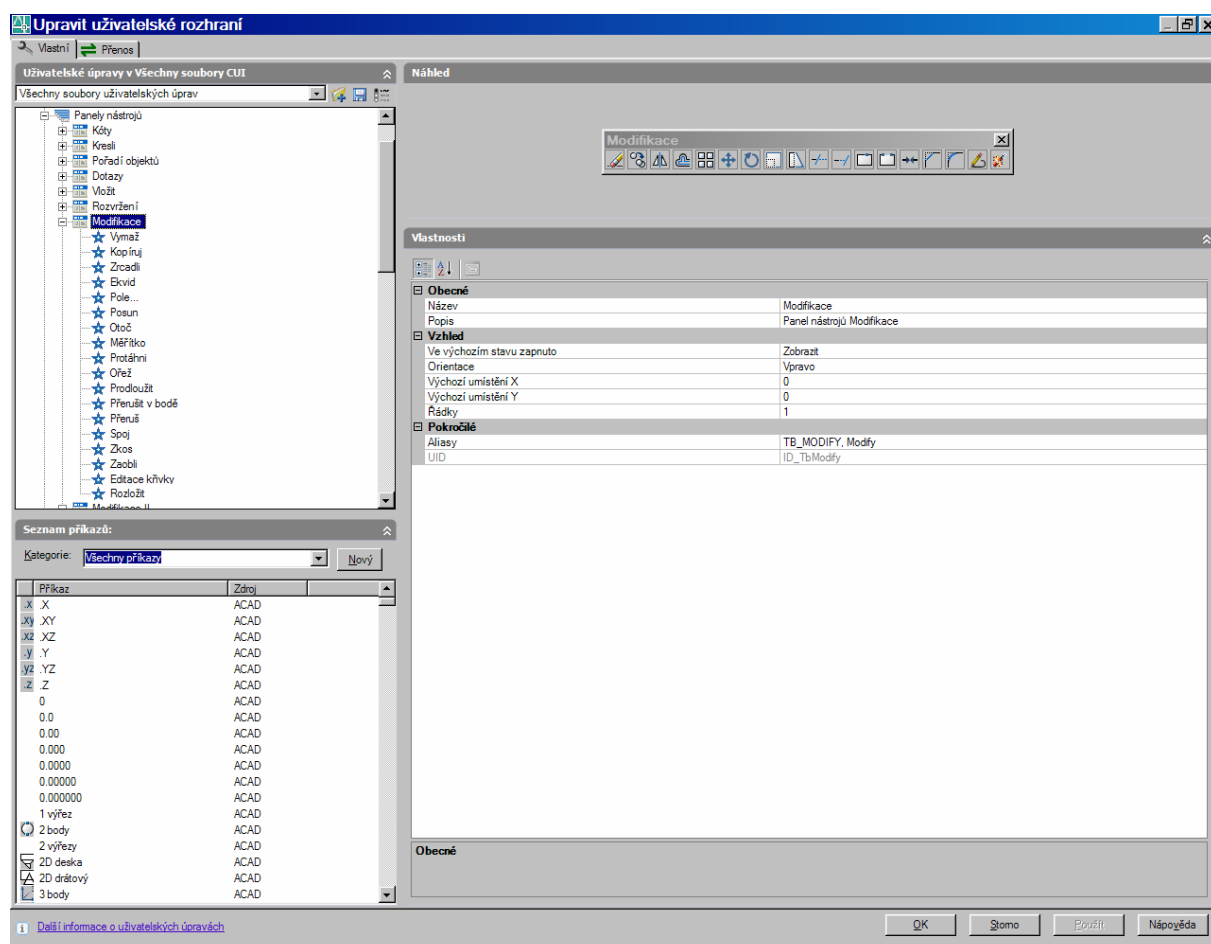 Upravit uživatelské rozhraní
Vlastní Přenos
Uživatelské úpravy v Všechny soubory CUI
Všechny soubory uživatelských úprav
Panely nástrojů
Kóty
Kresli
Pořadí objektů
Dotazy
Vložit
Rozvržení
Modifikace
Vymaž
Kopíruj
Zrcadli
Ekvid
Pole...
Posun
Otoč
Měřítko
Protáhni
Ořež
Prodloužit
Přerušit v bodě
Přeruš
Spoj
Zkos
Zaobli
Editace křivky
Rozložit
Modifikace II
Seznam příkazů:
Kategorie: Všechny příkazy Nový
Příkaz Zdroj
.X .X ACAD
.XY .XY ACAD
.XZ .XZ ACAD
.y .Y ACAD
.yz .YZ ACAD
.Z .Z ACAD
0 ACAD
0.0 ACAD
0.00 ACAD
0.000 ACAD
0.0000 ACAD
0.00000 ACAD
0.000000 ACAD
1 výřez ACAD
2 body ACAD
2 výřezy ACAD
2D deska ACAD
2D drátový ACAD
3 body ACAD
Náhled
Modifikace
Vlastnosti
Obecné
Název Modifikace
Popis Panel nástrojů Modifikace
Vzhled
Ve výchozím stavu zapnuto Zobrazit
Orientace Vpravo
Výchozí umístění X 0
Výchozí umístění Y 0
Řádky 1
Pokročilé
Aliasy TB_MODIFY, Modify
UID ID_TbModify
Obecné
Další informace o uživatelských úpravách
OK Storno Použít Nápověda